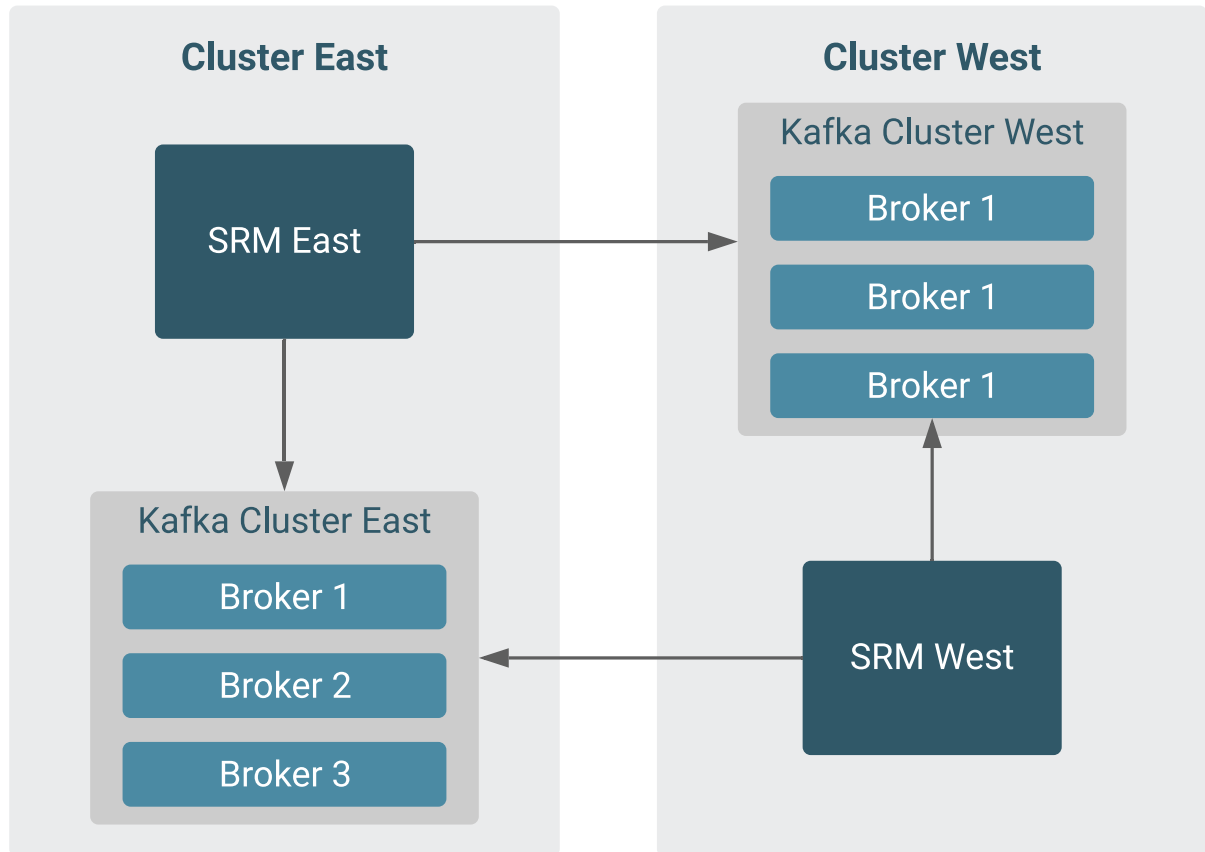 Cluster East
SRM East
Kafka Cluster East
Broker 1
Broker 2
Broker 3
Cluster West
Kafka Cluster West
Broker 1
Broker 1
Broker 1
SRM West